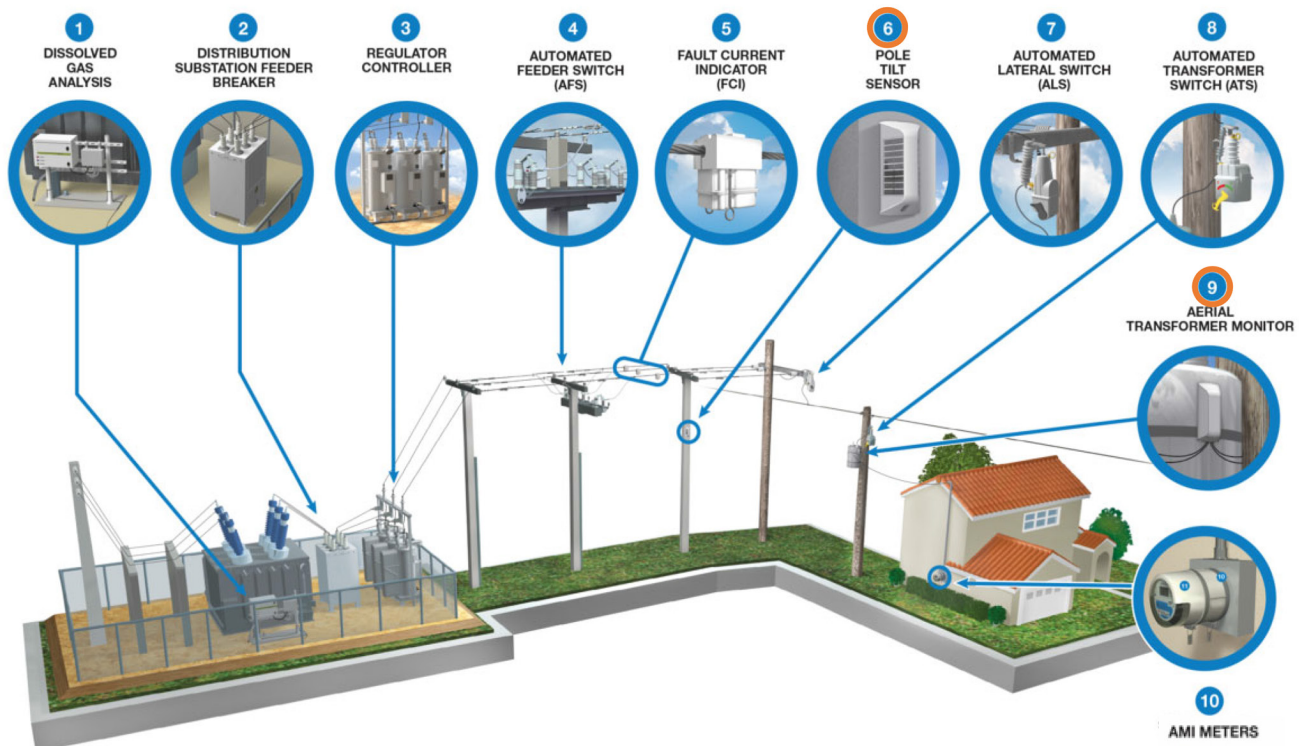 1
DISSOLVED
GAS
ANALYSIS
2
DISTRIBUTION
SUBSTATION FEEDER
BREAKER
3
REGULATOR
CONTROLLER
4
AUTOMATED
FEEDER SWITCH
(AFS)
5
FAULT CURRENT
INDICATOR
(FCI)
6
POLE
TILT
SENSOR
7
AUTOMATED
LATERAL SWITCH
(ALS)
8
AUTOMATED
TRANSFORMER
SWITCH (ATS)
9
AERIAL
TRANSFORMER MONITOR
11
10
10
AMI METERS